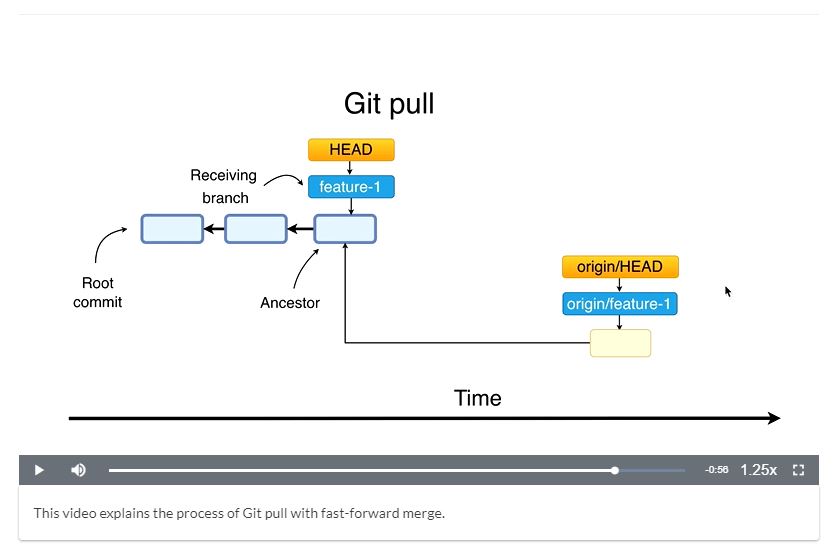 Git pull
HEAD
Receiving
branch
feature-1
Root
commit
Ancestor
origin/HEAD
origin/feature-1
Time
-0:56
1.25x
This video explains the process of Git pull with fast-forward merge.